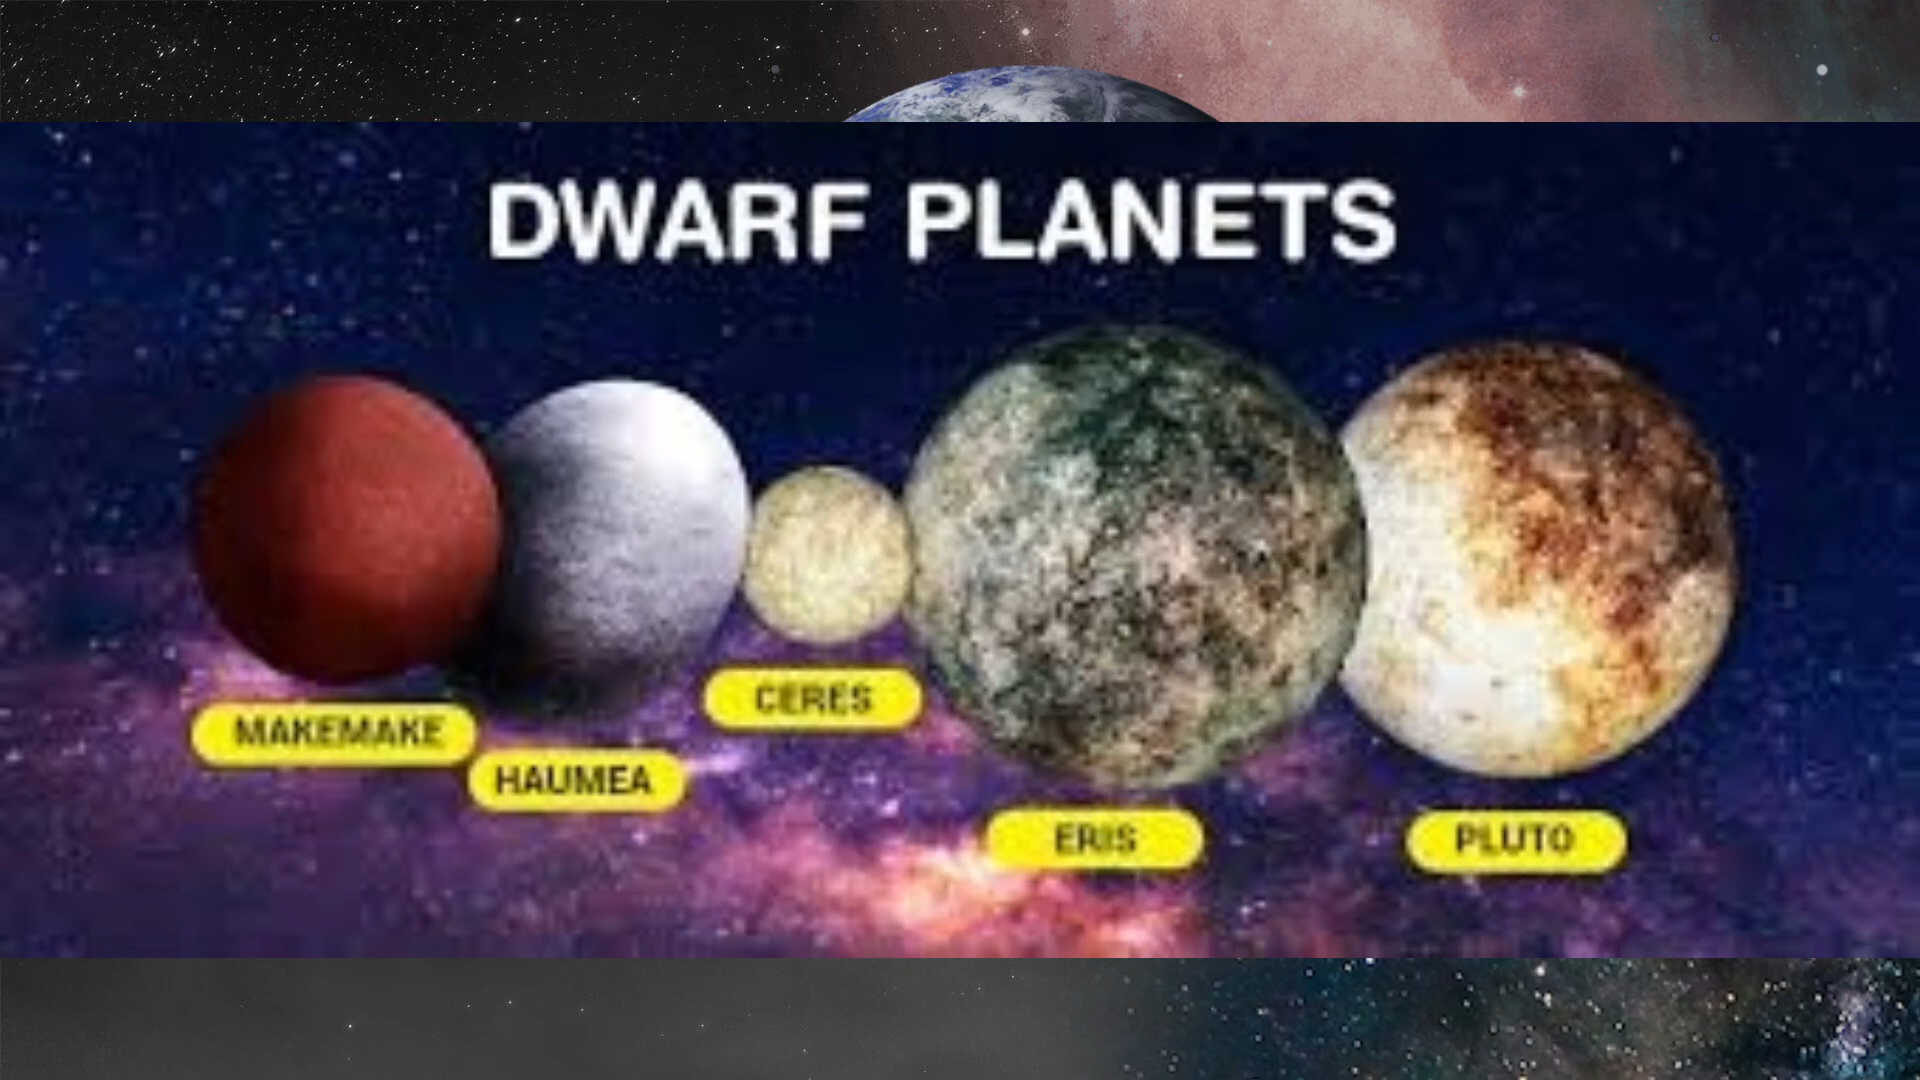 DWARF PLANETS
MAKEMAKE
HAUMEA
CERES
ERIS
PLUTO